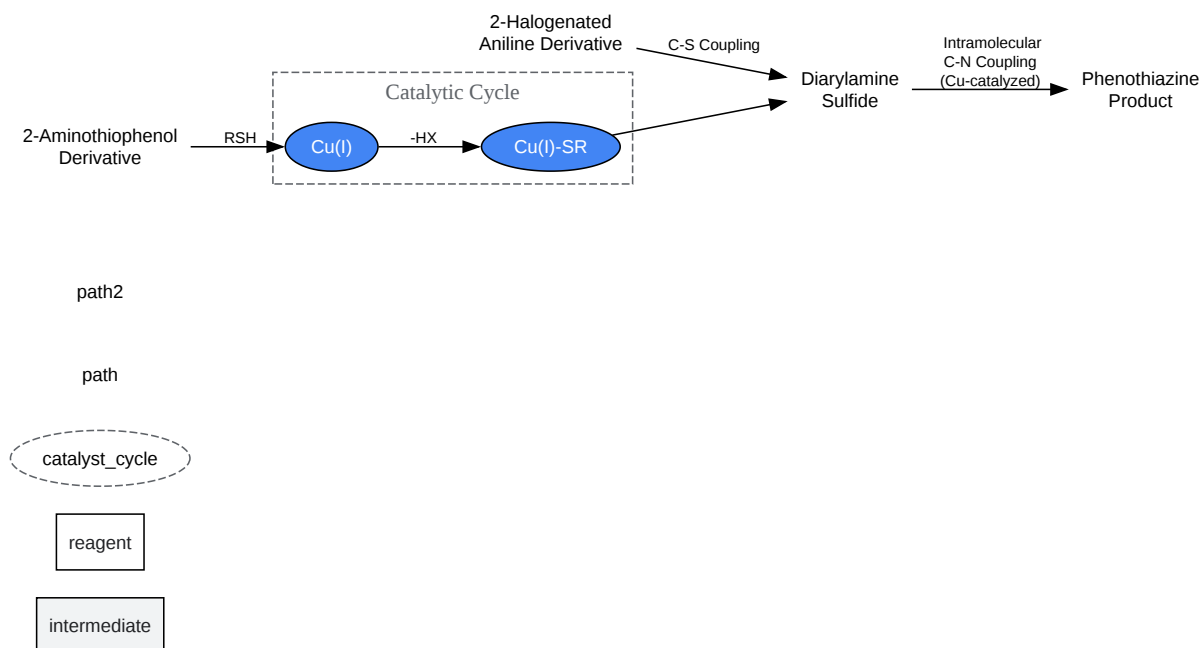 2-Halogenated
Aniline Derivative
C-S Coupling
Intramolecular
C-N Coupling
(Cu-catalyzed)
Catalytic Cycle
Diarylamine
Sulfide
Phenothiazine
Product
2-Aminothiophenol
Derivative
RSH
Cu(I)
-HX
Cu(I)-SR
path2
path
catalyst_cycle
reagent
intermediate